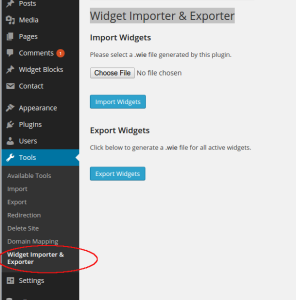 Posts
Media
Pages
Comments
Widget Blocks
Contact
Appearance
Plugins
Users
Tools
Available Tools
Import
Export
Redirection
Delete Site
Domain Mapping
Widget Importer &
Exporter
Settings
Widget Importer & Exporter
Import Widgets
Please select a .wie file generated by this plugin.
Choose File No file chosen
Import Widgets
Export Widgets
Click below to generate a .wie file for all active widgets.
Export Widgets